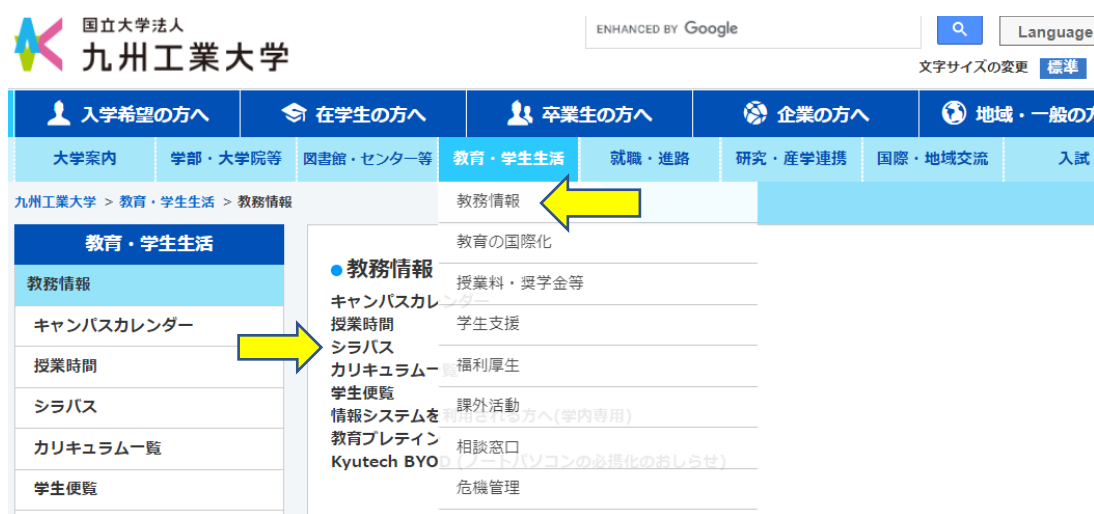 国立大学法人
九州工業大学
ENHANCED BY Google
Language
文字サイズの変更 標準
入学希望の方へ 在学生の方へ 卒業生の方へ 企業の方へ 地域・一般の方
大学案内 学部・大学院等 図書館・センター等 教育・学生生活 就職・進路 研究・産学連携 国際・地域交流 入試
九州工業大学 > 教育・学生生活 > 教務情報
教育・学生生活
教務情報
キャンパスカレンダー
授業時間
シラバス
カリキュラム一覧
学生便覧
教務情報
教育の国際化
授業料・奨学金等
学生支援
福利厚生
課外活動
相談窓口
危機管理
●教務情報
キャンパスカレンダー
授業時間
シラバス
カリキュラム一覧
学生便覧
情報システムを利用される方へ(学内専用)
教育ブレティン
Kyutech BYOD (ノートパソコンの必携化のおしらせ)